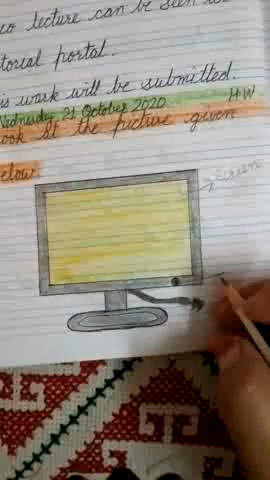 lecture can be seen
torial portal.
is work will be submitted.
Wednesday 21 October 2020
H.W
ook at the picture given
elow.
Screen